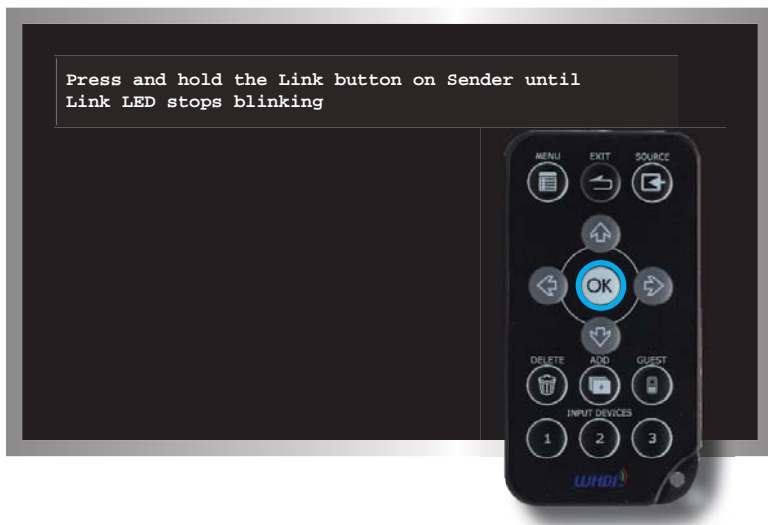 Press and hold the Link button on Sender until
Link LED stops blinking
MENU EXIT SOURCE
OK
DELETE ADD GUEST
INPUT DEVICES
1 2 3
WHDI